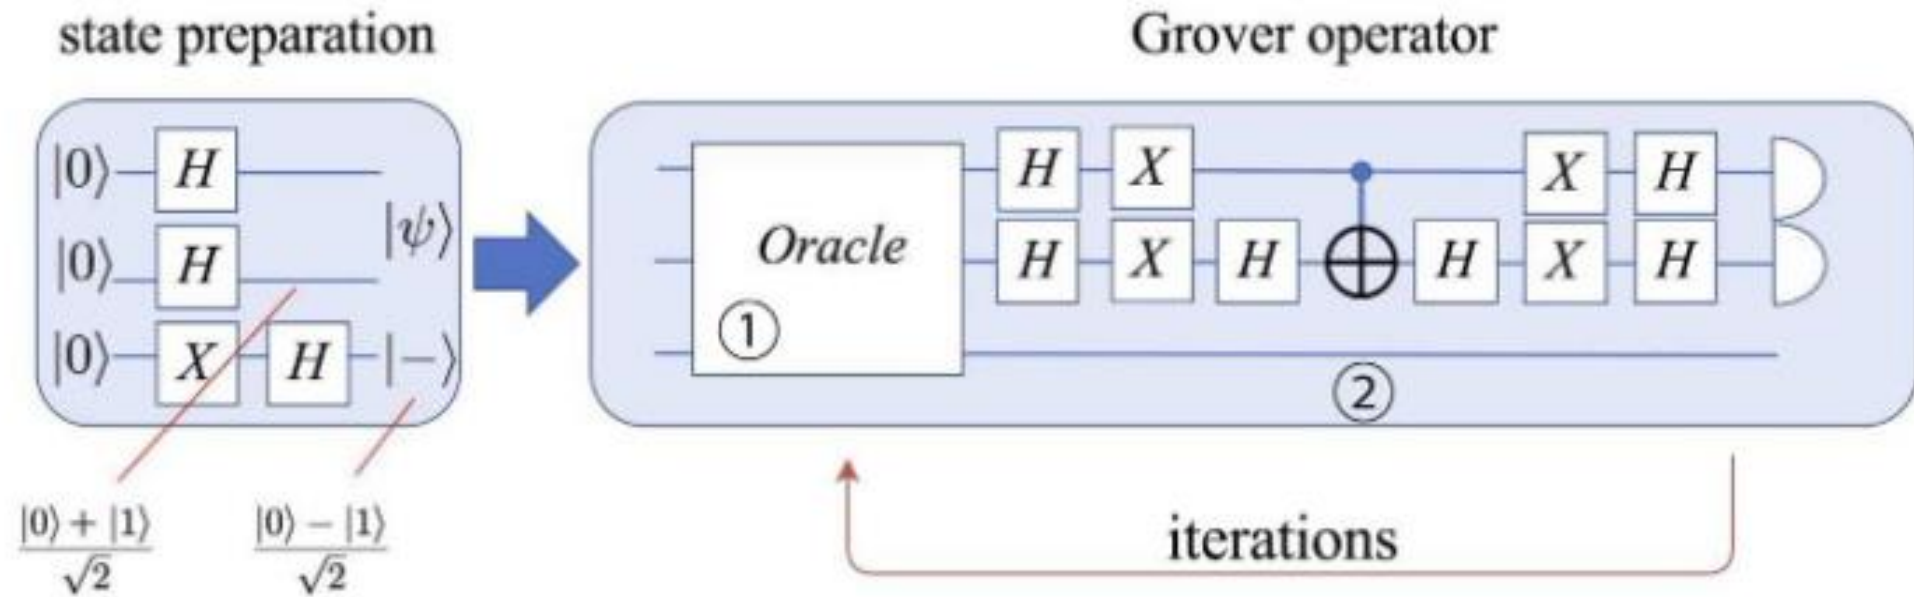 state preparation
Grover operator
|0⟩ H
|0⟩ H |ψ⟩
|0⟩ X H |−⟩
H X X H
Oracle H X H H X H
① ②
|0⟩ + |1⟩ / √2
|0⟩ − |1⟩ / √2
iterations